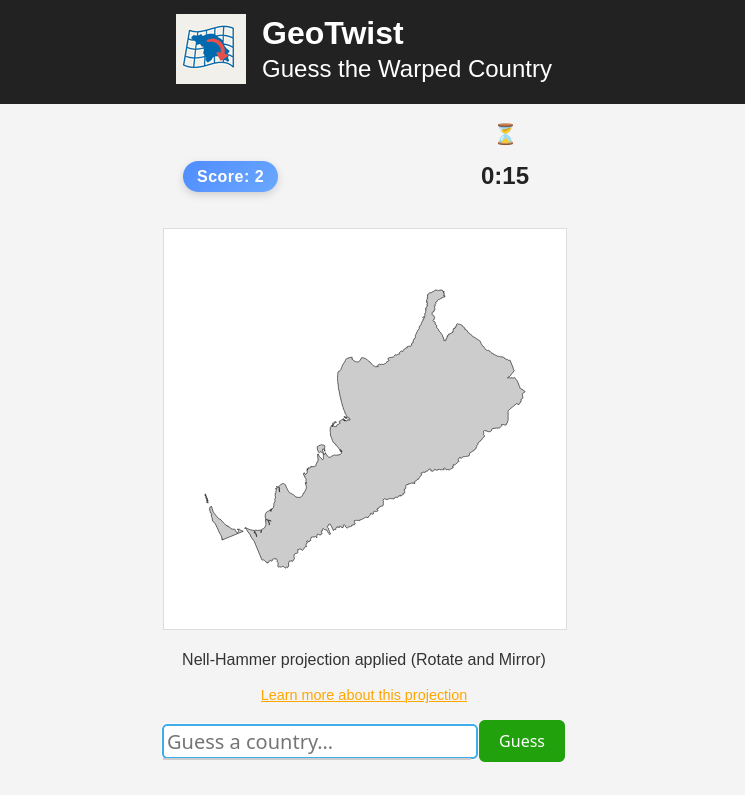 GeoTwist
Guess the Warped Country
Score: 2
0:15
Nell-Hammer projection applied (Rotate and Mirror)
Learn more about this projection
Guess a country...
Guess